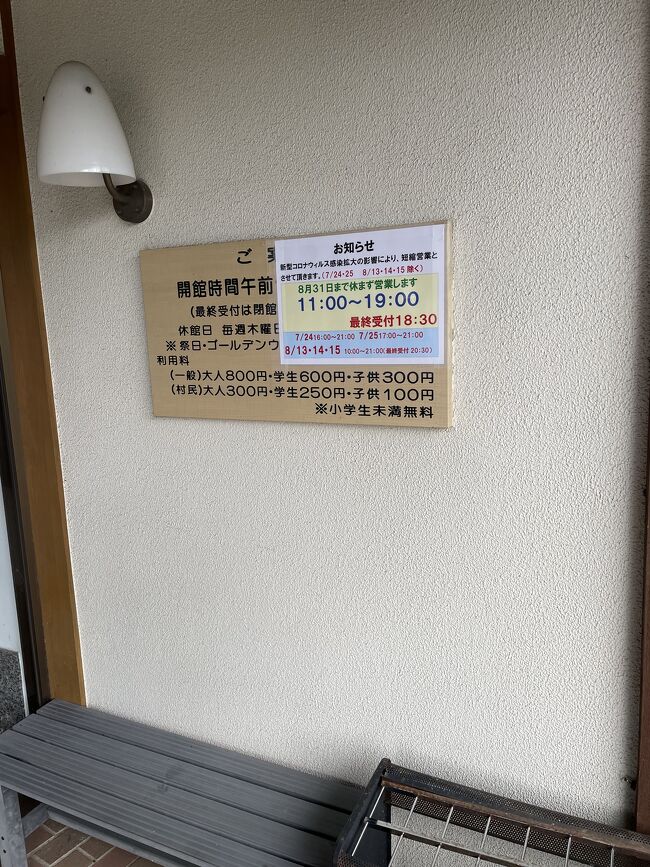 ご
開館時間午前
(最終受付は閉館
休館日 毎週木曜日
※祭日・ゴールデンウ
利用料
(一般)大人800円・学生600円・子供300円
(村民)大人300円・学生250円・子供100円
※小学生未満無料
お知らせ
新型コロナウィルス感染拡大の影響により、短縮営業と
させて頂きます。(7/24・25 8/13・14・15 除く)
8月31日まで休まず営業します
11:00～19:00
最終受付18:30
7/24 16:00～21:00 7/25 17:00～21:00
8/13・14・15 10:00～21:00(最終受付 20:30)